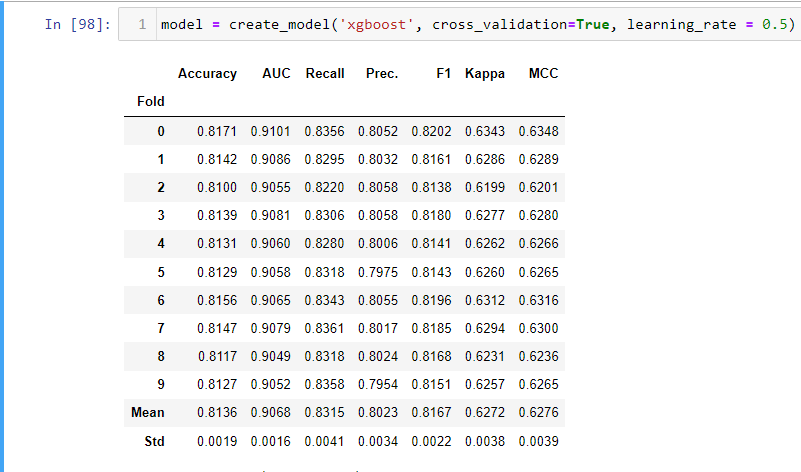 In [98]: 1 model = create_model('xgboost', cross_validation=True, learning_rate = 0.5)
Accuracy AUC Recall Prec. F1 Kappa MCC
Fold
0 0.8171 0.9101 0.8356 0.8052 0.8202 0.6343 0.6348
1 0.8142 0.9086 0.8295 0.8032 0.8161 0.6286 0.6289
2 0.8100 0.9055 0.8220 0.8058 0.8138 0.6199 0.6201
3 0.8139 0.9081 0.8306 0.8058 0.8180 0.6277 0.6280
4 0.8131 0.9060 0.8280 0.8006 0.8141 0.6262 0.6266
5 0.8129 0.9058 0.8318 0.7975 0.8143 0.6260 0.6265
6 0.8156 0.9065 0.8343 0.8055 0.8196 0.6312 0.6316
7 0.8147 0.9079 0.8361 0.8017 0.8185 0.6294 0.6300
8 0.8117 0.9049 0.8318 0.8024 0.8168 0.6231 0.6236
9 0.8127 0.9052 0.8358 0.7954 0.8151 0.6257 0.6265
Mean 0.8136 0.9068 0.8315 0.8023 0.8167 0.6272 0.6276
Std 0.0019 0.0016 0.0041 0.0034 0.0022 0.0038 0.0039